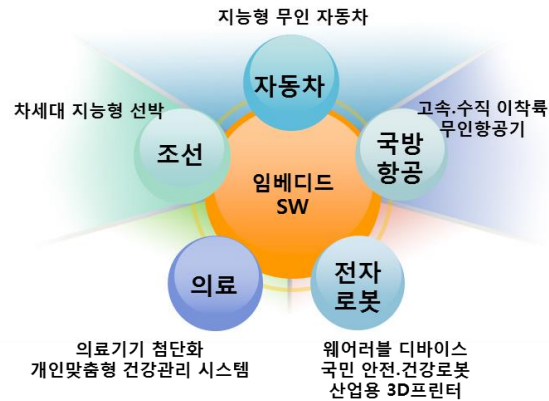 지능형 무인 자동차
자동차
차세대 지능형 선박
조선
고속.수직 이착륙
무인항공기
국방
항공
임베디드
SW
의료
전자
로봇
의료기기 첨단화
개인맞춤형 건강관리 시스템
웨어러블 디바이스
국민 안전.건강로봇
산업용 3D프린터